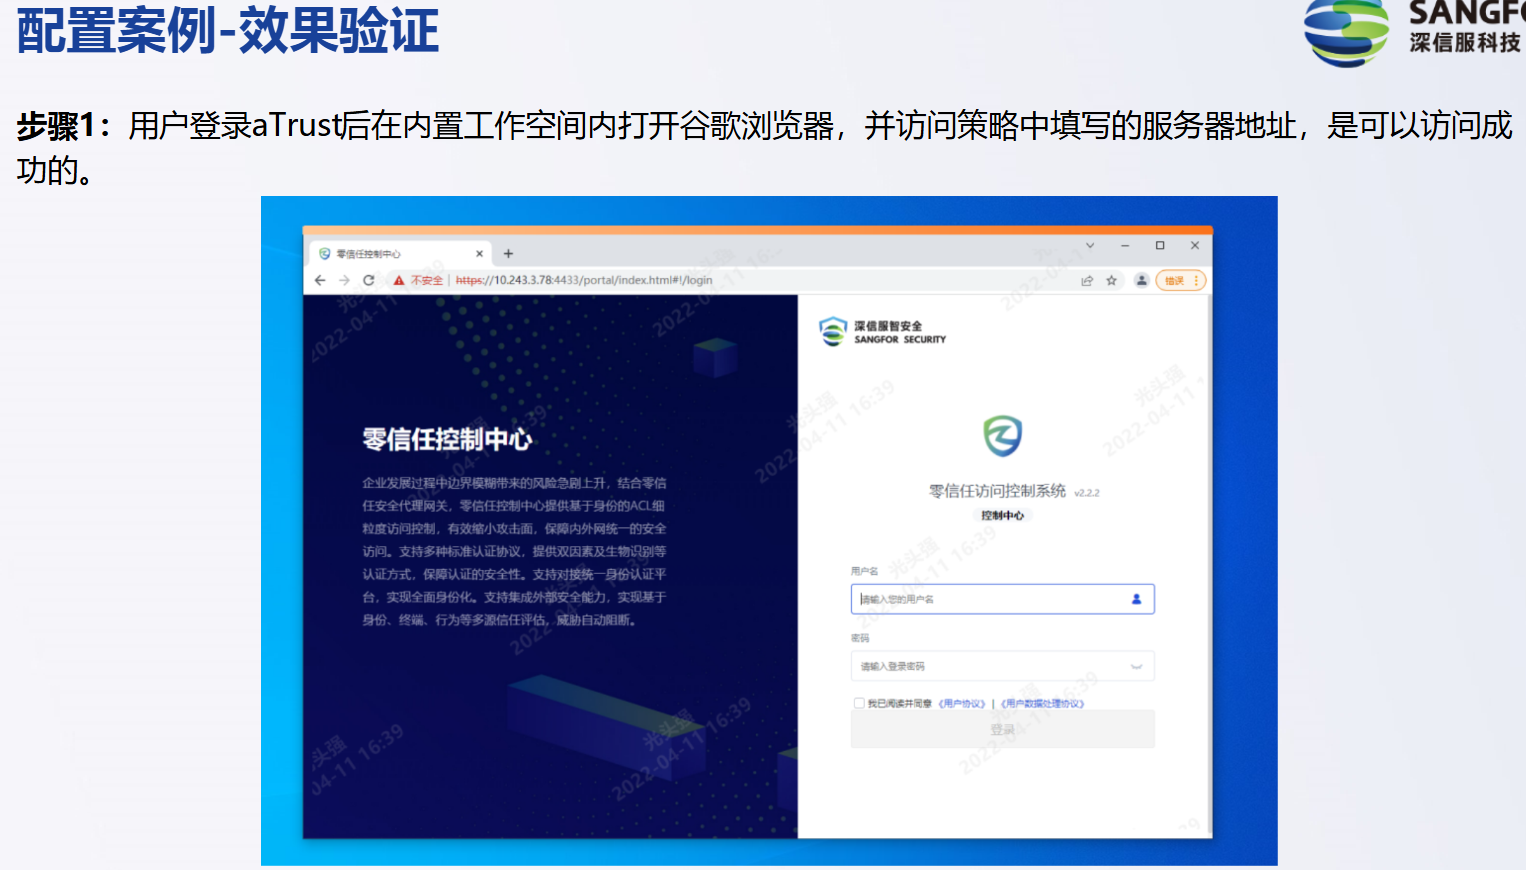 配置案例-效果验证
SANGFO
深信服科技
步骤1：用户登录aTrust后在内置工作空间内打开谷歌浏览器，并访问策略中填写的服务器地址，是可以访问成
功的。
零信任控制中心
不安全 | https://10.243.3.78:4433/portal/index.html#!/login
错误
深信服智安全
SANGFOR SECURITY
零信任控制中心
企业发展过程中边界模糊带来的风险急剧上升，结合零信
任安全代理网关，零信任控制中心提供基于身份的ACL细
粒度访问控制，有效缩小攻击面，保障内外网统一的安全
访问。支持多种标准认证协议，提供双因素及生物识别等
认证方式，保障认证的安全性。支持对接统一身份认证平
台，实现全面身份化。支持集成外部安全能力，实现基于
身份、终端、行为等多源信任评估，威胁自动阻断。
零信任访问控制系统 v2.2.2
控制中心
用户名
请输入您的用户名
密码
请输入登录密码
我已阅读并同意《用户协议》|《用户数据处理协议》
登录
光头强
2022-04-11 16:39